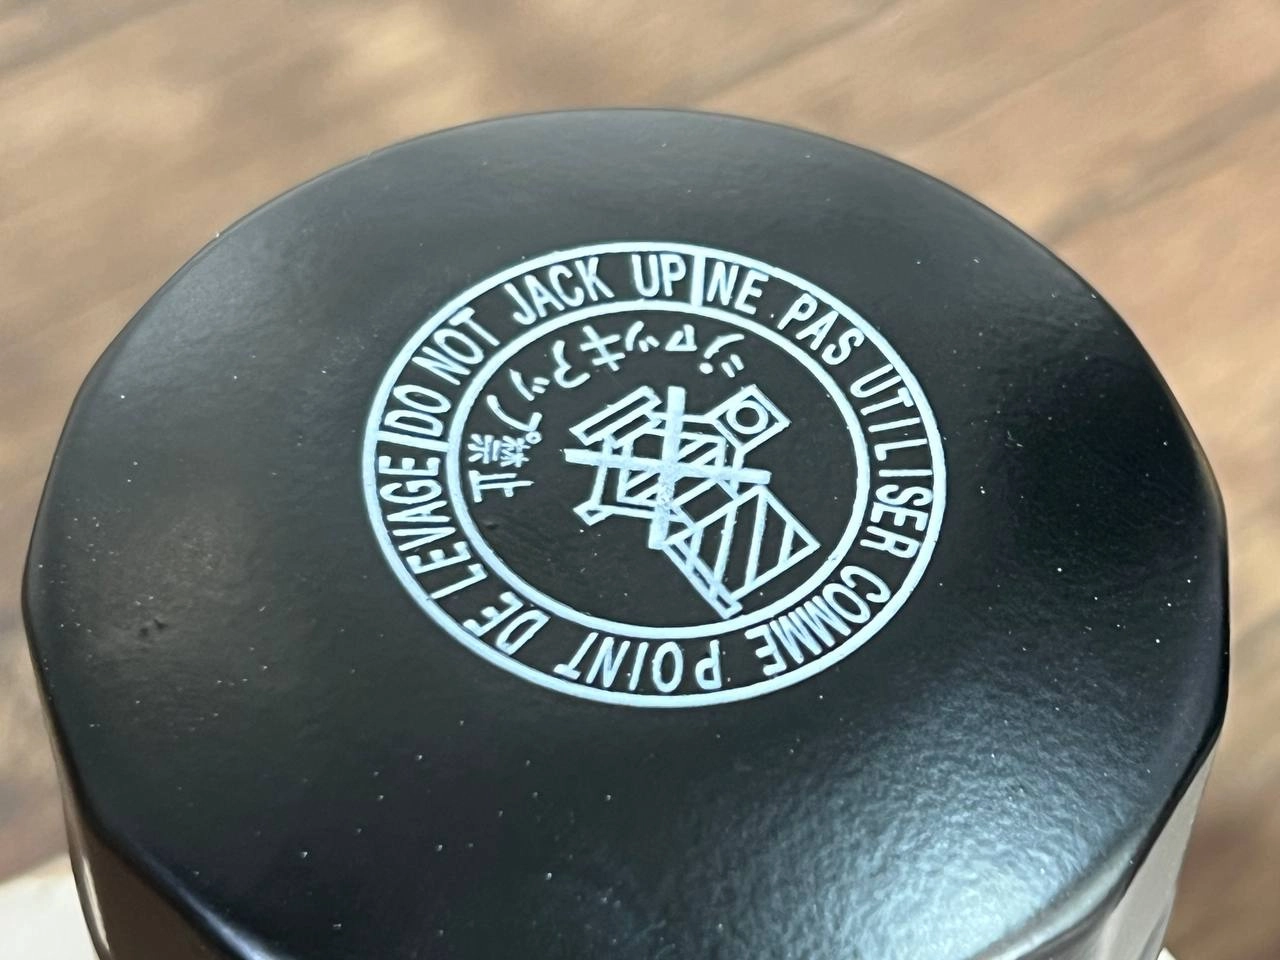 DO NOT JACK UP
NE PAS UTILISER COMME POINT DE LEVAGE
ジャッキアップ禁止